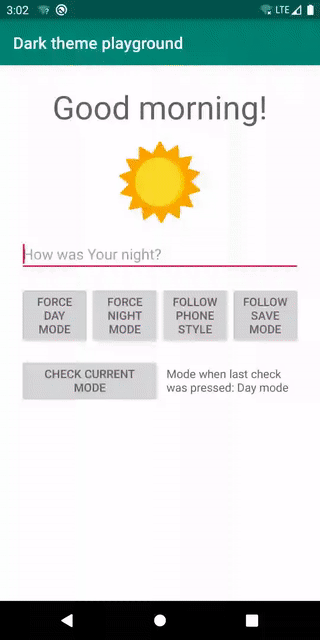 3:02
LTE
Dark theme playground
Good morning!
How was Your night?
FORCE
DAY
MODE
FORCE
NIGHT
MODE
FOLLOW
PHONE
STYLE
FOLLOW
SAVE
MODE
CHECK CURRENT
MODE
Mode when last check
was pressed: Day mode